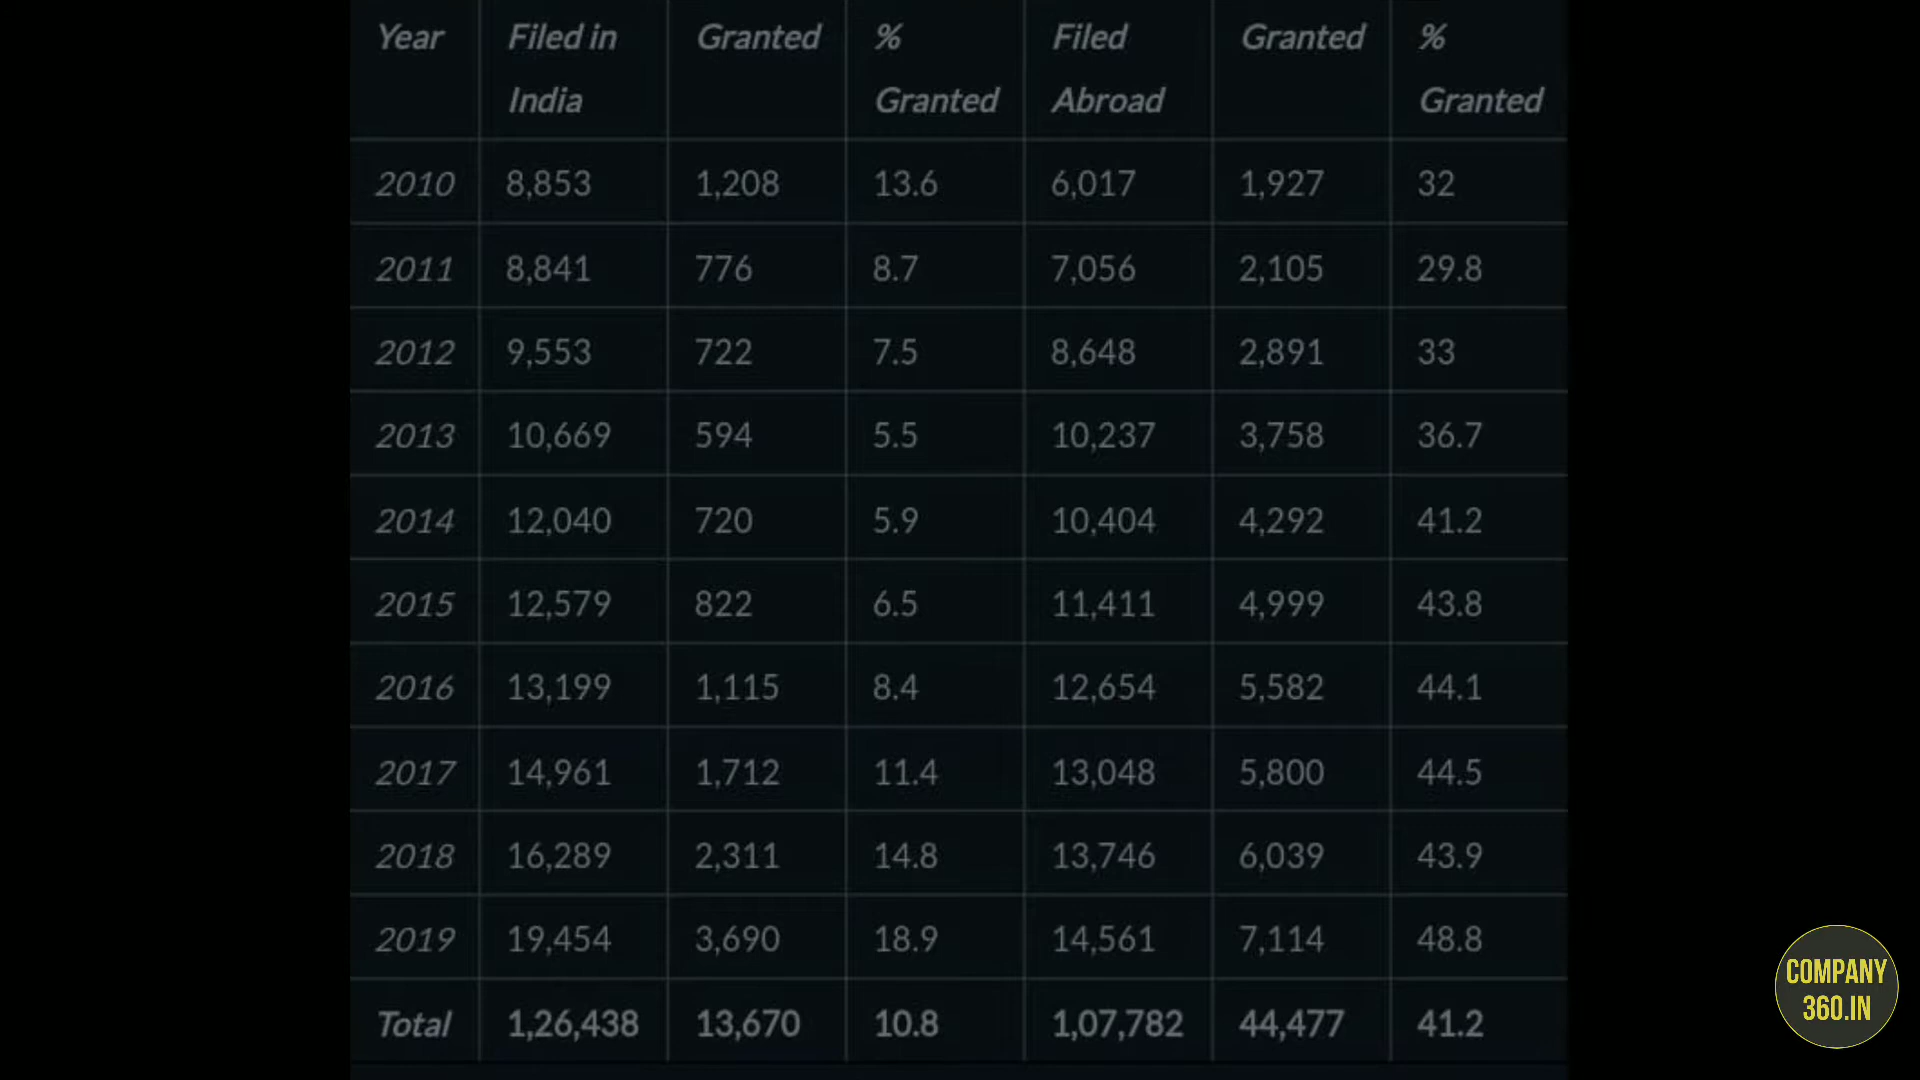 Year Filed in India Granted % Granted Filed Abroad Granted % Granted
2010 8,853 1,208 13.6 6,017 1,927 32
2011 8,841 776 8.7 7,056 2,105 29.8
2012 9,553 722 7.5 8,648 2,891 33
2013 10,669 594 5.5 10,237 3,758 36.7
2014 12,040 720 5.9 10,404 4,292 41.2
2015 12,579 822 6.5 11,411 4,999 43.8
2016 13,199 1,115 8.4 12,654 5,582 44.1
2017 14,961 1,712 11.4 13,048 5,800 44.5
2018 16,289 2,311 14.8 13,746 6,039 43.9
2019 19,454 3,690 18.9 14,561 7,114 48.8
Total 1,26,438 13,670 10.8 1,07,782 44,477 41.2
COMPANY
360.IN